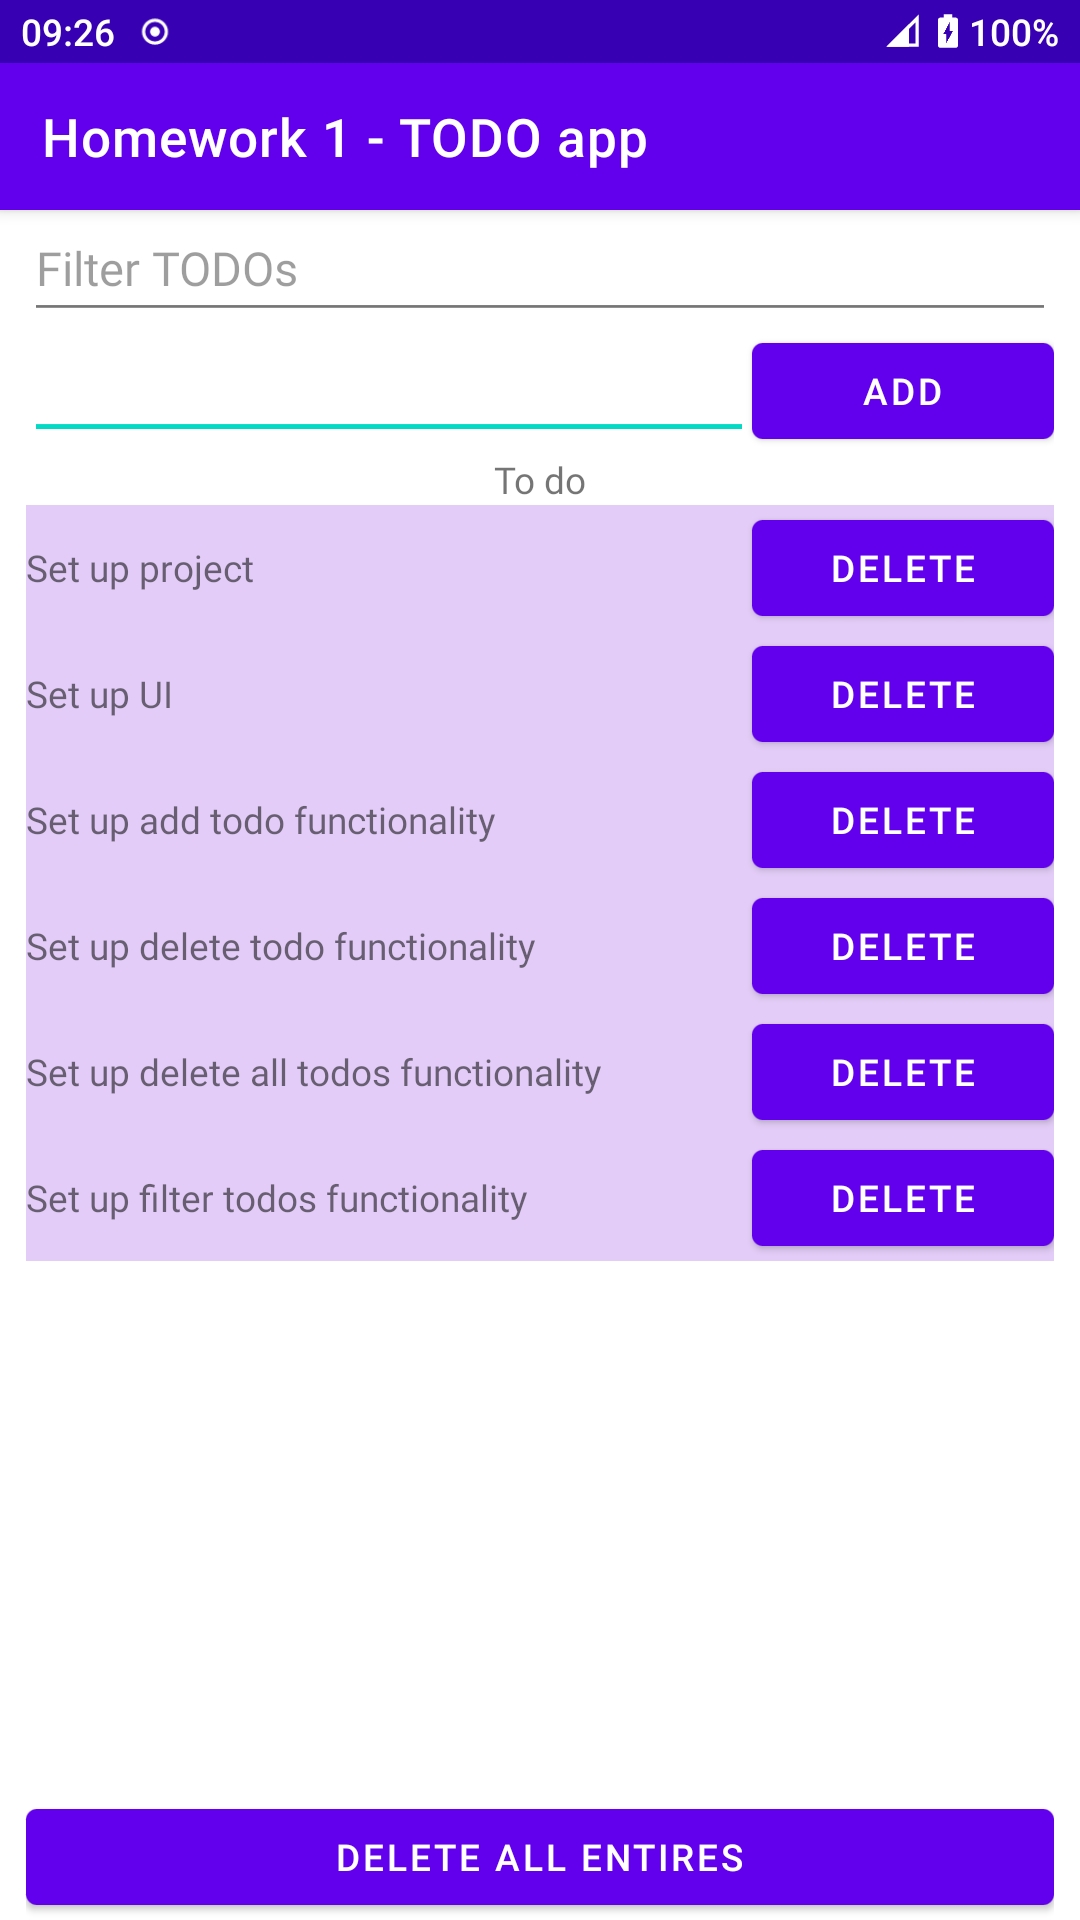 09:26 100%
Homework 1 - TODO app
Filter TODOs
ADD
To do
Set up project DELETE
Set up UI DELETE
Set up add todo functionality DELETE
Set up delete todo functionality DELETE
Set up delete all todos functionality DELETE
Set up filter todos functionality DELETE
DELETE ALL ENTIRES